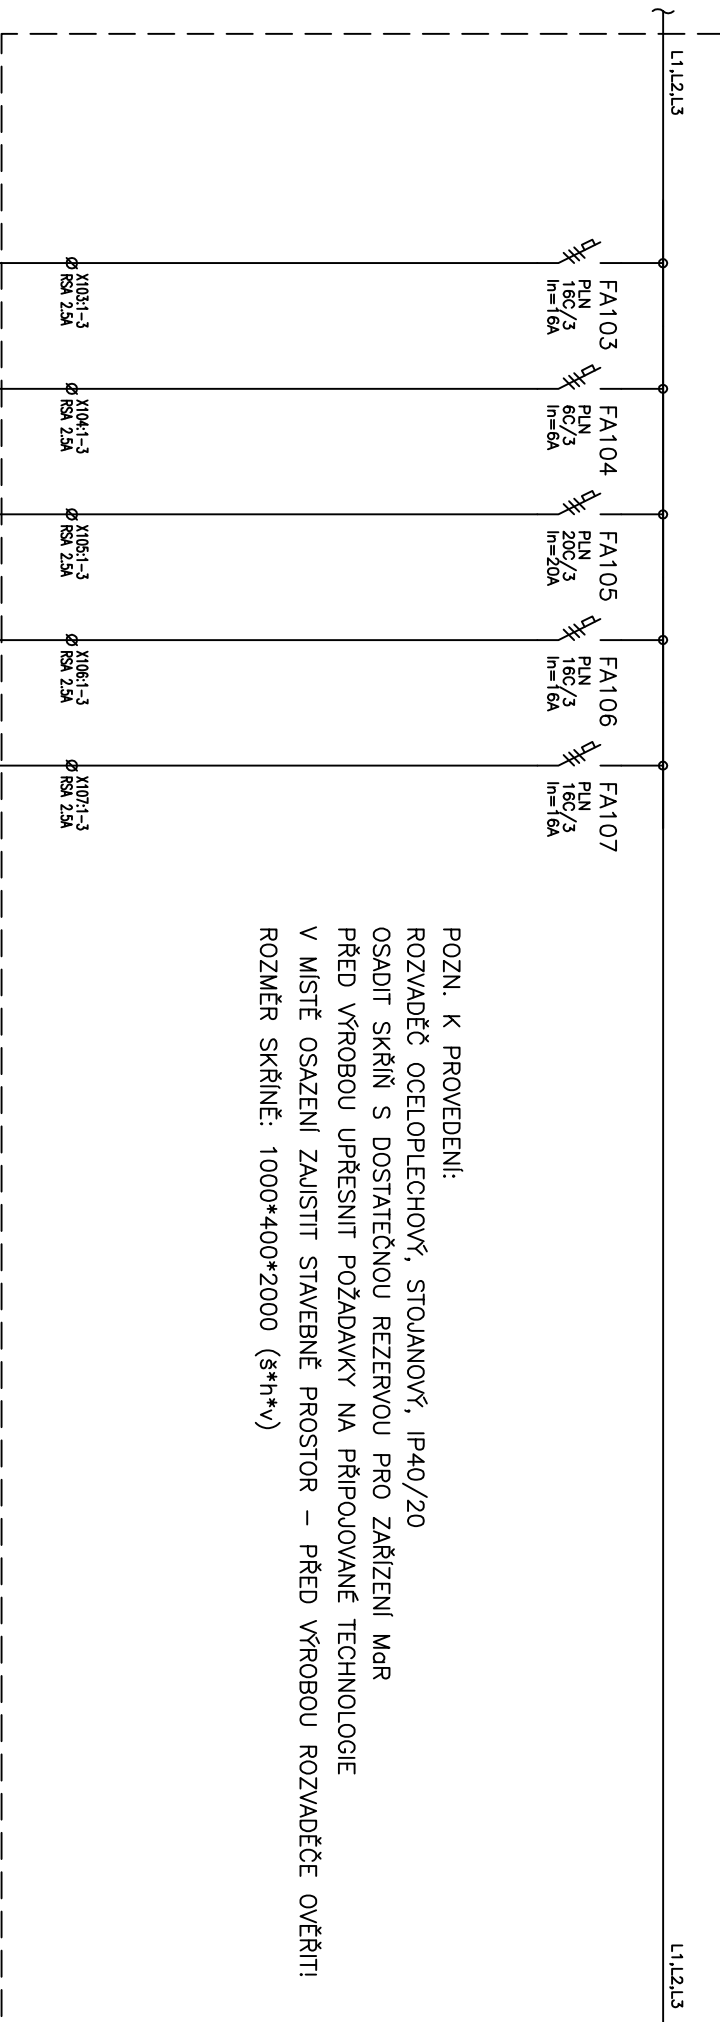 L1,L2,L3
L1,L2,L3
FA103
PLN
16C/3
In=16A
FA104
PLN
6C/3
In=6A
FA105
PLN
20C/3
In=20A
FA106
PLN
16C/3
In=16A
FA107
PLN
16C/3
In=16A
POZN. K PROVEDENÍ:
ROZVADĚČ OCELOPLECHOVÝ, STOJANOVÝ, IP40/20
OSADIT SKŘÍŇ S DOSTATEČNOU REZERVOU PRO ZAŘÍZENÍ MaR
PŘED VÝROBOU UPŘESNIT POŽADAVKY NA PŘIPOJOVANÉ TECHNOLOGIE
V MÍSTĚ OSAZENÍ ZAJISTIT STAVEBNĚ PROSTOR – PŘED VÝROBOU ROZVADĚČE OVĚŘIT!
ROZMĚR SKŘÍNĚ: 1000*400*2000 (š*h*v)
X103:1-3
RSA 2.5A
X104:1-3
RSA 2.5A
X105:1-3
RSA 2.5A
X106:1-3
RSA 2.5A
X107:1-3
RSA 2.5A